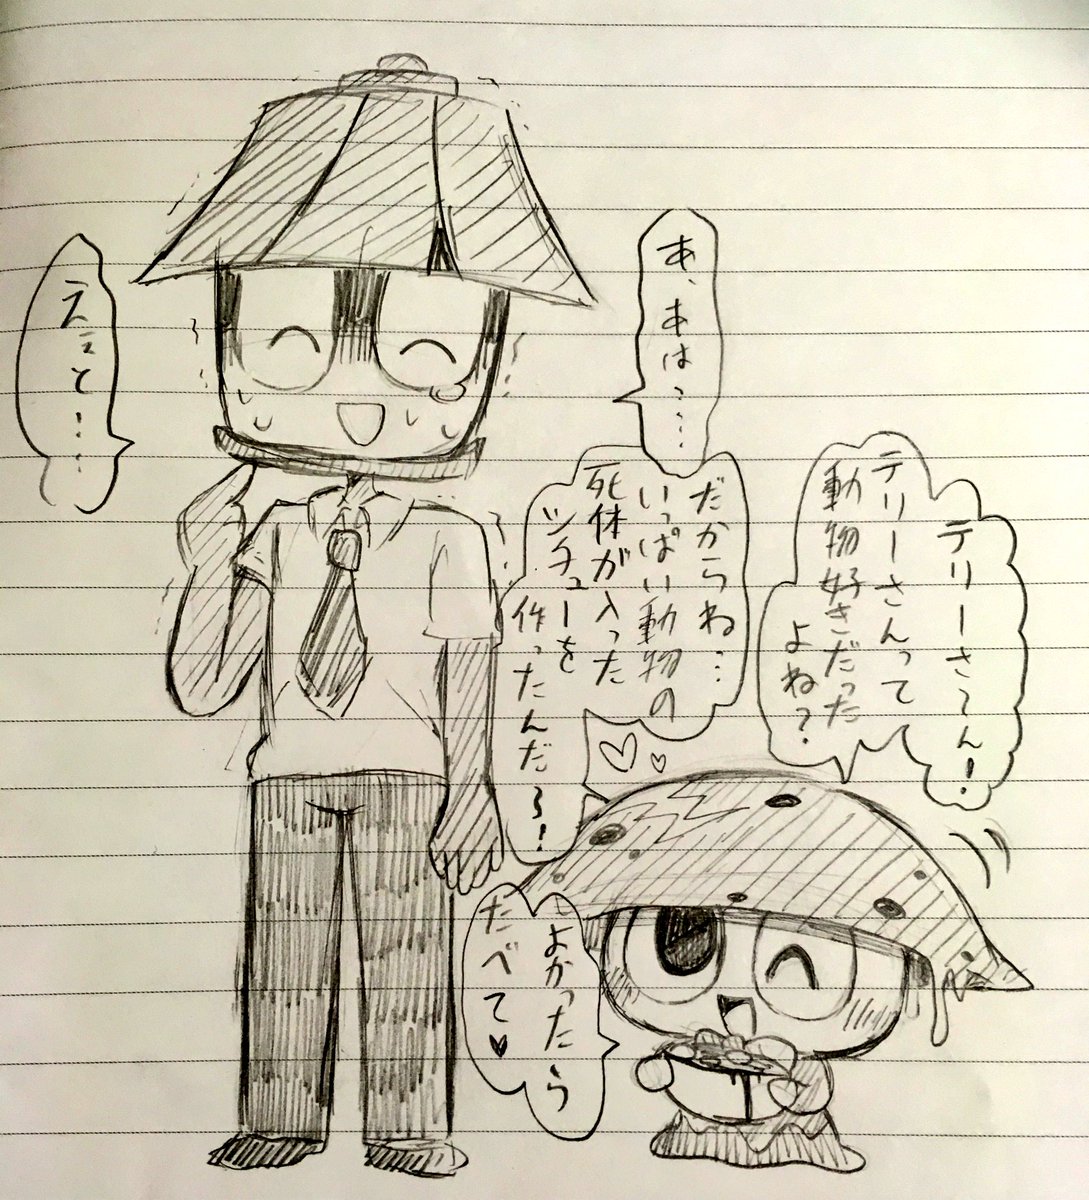 テリーさーん!
テリーさんって
動物好きだった
よね?
だからね…
いっぱい動物の
死体が入った
シチューを
作ったんだ〜!
よかったら
たべて♥
あ、あは……
ええと…